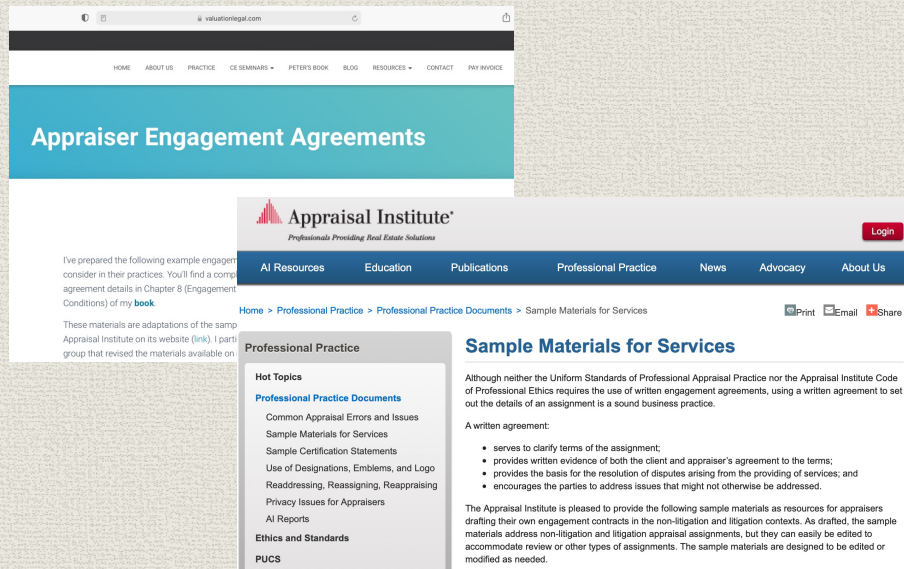 valuationlegal.com
HOME ABOUT US PRACTICE CE SEMINARS PETER'S BOOK BLOG RESOURCES CONTACT PAY INVOICE
Appraiser Engagement Agreements
I've prepared the following example engagem
consider in their practices. You'll find a compl
agreement details in Chapter 8 (Engagement
Conditions) of my book.
These materials are adaptations of the samp
Appraisal Institute on its website (link). I parti
group that revised the materials available on
Appraisal Institute
Professionals Providing Real Estate Solutions
Login
AI Resources Education Publications Professional Practice News Advocacy About Us
Home > Professional Practice > Professional Practice Documents > Sample Materials for Services
Print Email Share
Professional Practice
Hot Topics
Professional Practice Documents
Common Appraisal Errors and Issues
Sample Materials for Services
Sample Certification Statements
Use of Designations, Emblems, and Logo
Readdressing, Reassigning, Reappraising
Privacy Issues for Appraisers
AI Reports
Ethics and Standards
PUCS
Sample Materials for Services
Although neither the Uniform Standards of Professional Appraisal Practice nor the Appraisal Institute Code
of Professional Ethics requires the use of written engagement agreements, using a written agreement to set
out the details of an assignment is a sound business practice.
A written agreement:
• serves to clarify terms of the assignment;
• provides written evidence of both the client and appraiser's agreement to the terms;
• provides the basis for the resolution of disputes arising from the providing of services; and
• encourages the parties to address issues that might not otherwise be addressed.
The Appraisal Institute is pleased to provide the following sample materials as resources for appraisers
drafting their own engagement contracts in the non-litigation and litigation contexts. As drafted, the sample
materials address non-litigation and litigation appraisal assignments, but they can easily be edited to
accommodate review or other types of assignments. The sample materials are designed to be edited or
modified as needed.